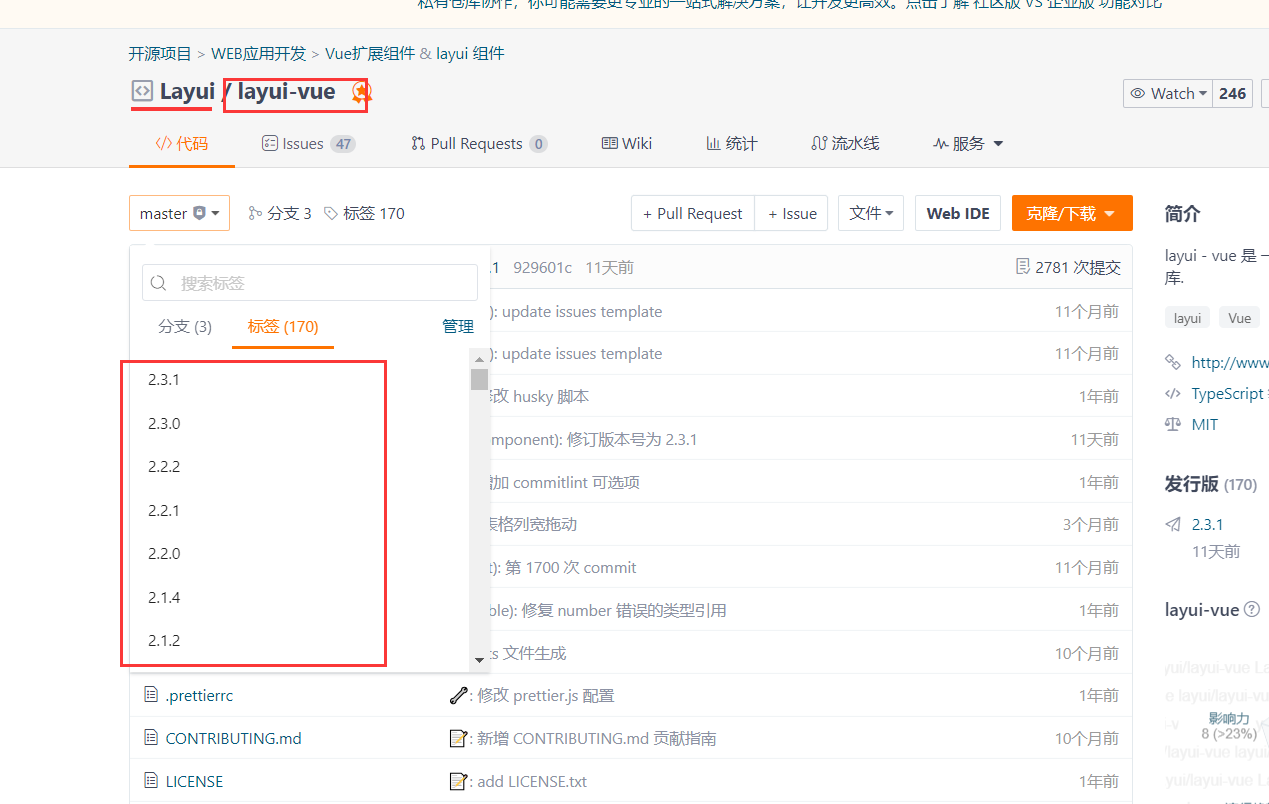 私有仓库协作，你可能需要更专业的一站式解决方案，让开发更高效。点击了解 社区版 VS 企业版 功能对比
开源项目 > WEB应用开发 > Vue扩展组件 & layui 组件
Layui / layui-vue
Watch 246
代码 Issues 47 Pull Requests 0 Wiki 统计 流水线 服务
master 分支 3 标签 170 + Pull Request + Issue 文件 Web IDE 克隆/下载
搜索标签
分支 (3) 标签 (170) 管理
2.3.1
2.3.0
2.2.2
2.2.1
2.2.0
2.1.4
2.1.2
.1 929601c 11天前 2781 次提交
): update issues template 11个月前
): update issues template 11个月前
修改 husky 脚本 1年前
mponent): 修订版本号为 2.3.1 11天前
增加 commitlint 可选项 1年前
表格列宽拖动 3个月前
t): 第 1700 次 commit 11个月前
ble): 修复 number 错误的类型引用 1年前
ts 文件生成 10个月前
.prettierrc : 修改 prettier.js 配置 1年前
CONTRIBUTING.md : 新增 CONTRIBUTING.md 贡献指南 10个月前
LICENSE : add LICENSE.txt 1年前
简介
layui - vue 是
库.
layui Vue
http://www
TypeScript
MIT
发行版 (170)
2.3.1
11天前
layui-vue
影响力
8 (>23%)